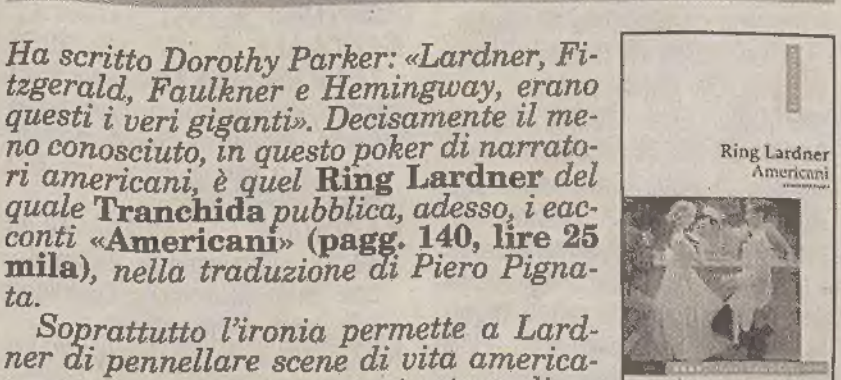 Ha scritto Dorothy Parker: «Lardner, Fi-
tzgerald, Faulkner e Hemingway, erano
questi i veri giganti». Decisamente il me-
no conosciuto, in questo poker di narrato-
ri americani, è quel Ring Lardner del
quale Tranchida pubblica, adesso, i eac-
conti «Americani» (pagg. 140, lire 25
mila), nella traduzione di Piero Pigna-
ta.
Soprattutto l'ironia permette a Lard-
ner di pennellare scene di vita america-
Ring Lardner
Americani